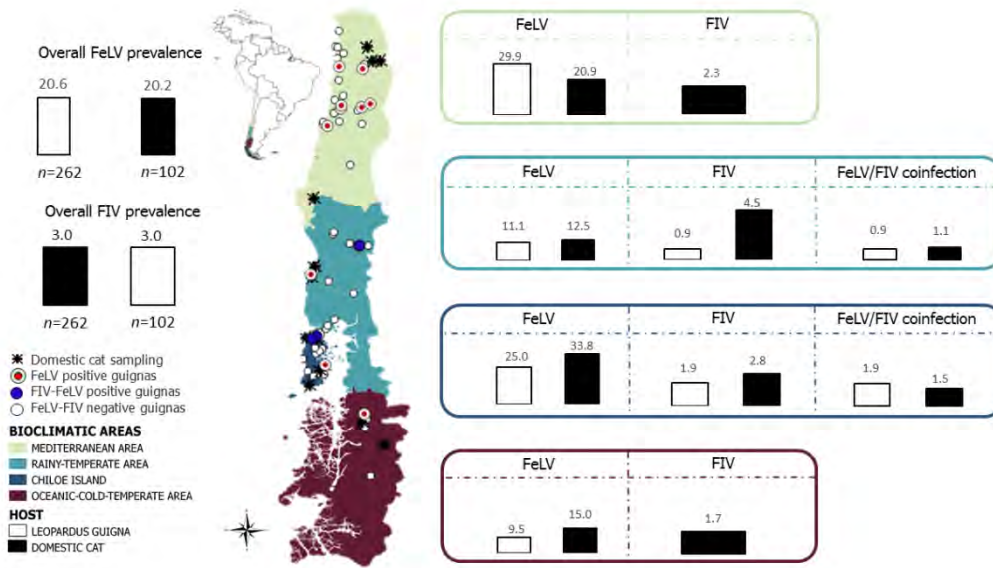 Overall FeLV prevalence
20.6 20.2
n=262 n=102
Overall FIV prevalence
3.0 3.0
n=262 n=102
Domestic cat sampling
FeLV positive guignas
FIV-FeLV positive guignas
FeLV-FIV negative guignas
BIOCLIMATIC AREAS
MEDITERRANEAN AREA
RAINY-TEMPERATE AREA
CHILOE ISLAND
OCEANIC-COLD-TEMPERATE AREA
HOST
LEOPARDUS GUIGNA
DOMESTIC CAT
FeLV FIV
29.9 20.9 2.3
FeLV FIV FeLV/FIV coinfection
11.1 12.5 0.9 4.5 0.9 1.1
FeLV FIV FeLV/FIV coinfection
25.0 33.8 1.9 2.8 1.9 1.5
FeLV FIV
9.5 15.0 1.7